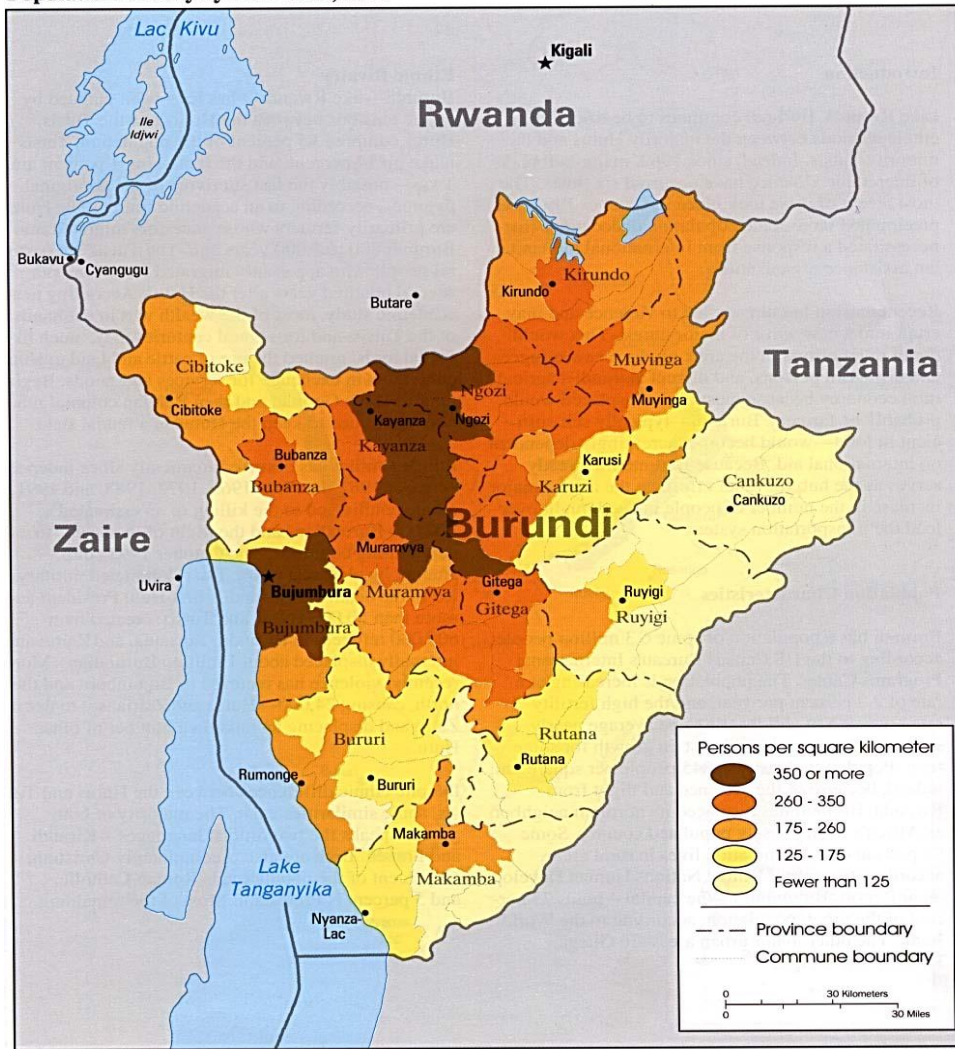 Lac Kivu
Ile
Idjwi
Kigali
Rwanda
Bukavu
Cyangugu
Butare
Kirundo
Kirundo
Tanzania
Cibitoke
Cibitoke
Ngozi
Ngozi
Muyinga
Muyinga
Kayanza
Kayanza
Bubanza
Bubanza
Karusi
Karuzi
Cankuzo
Cankuzo
Zaire
Burundi
Muramvya
Muramvya
Uvira
Bujumbura
Bujumbura
Gitega
Gitega
Ruyigi
Ruyigi
Bururi
Bururi
Rutana
Rutana
Rumonge
Makamba
Makamba
Lake
Tanganyika
Nyanza-
Lac
Persons per square kilometer
350 or more
260 - 350
175 - 260
125 - 175
Fewer than 125
Province boundary
Commune boundary
0 30 Kilometers
0 30 Miles